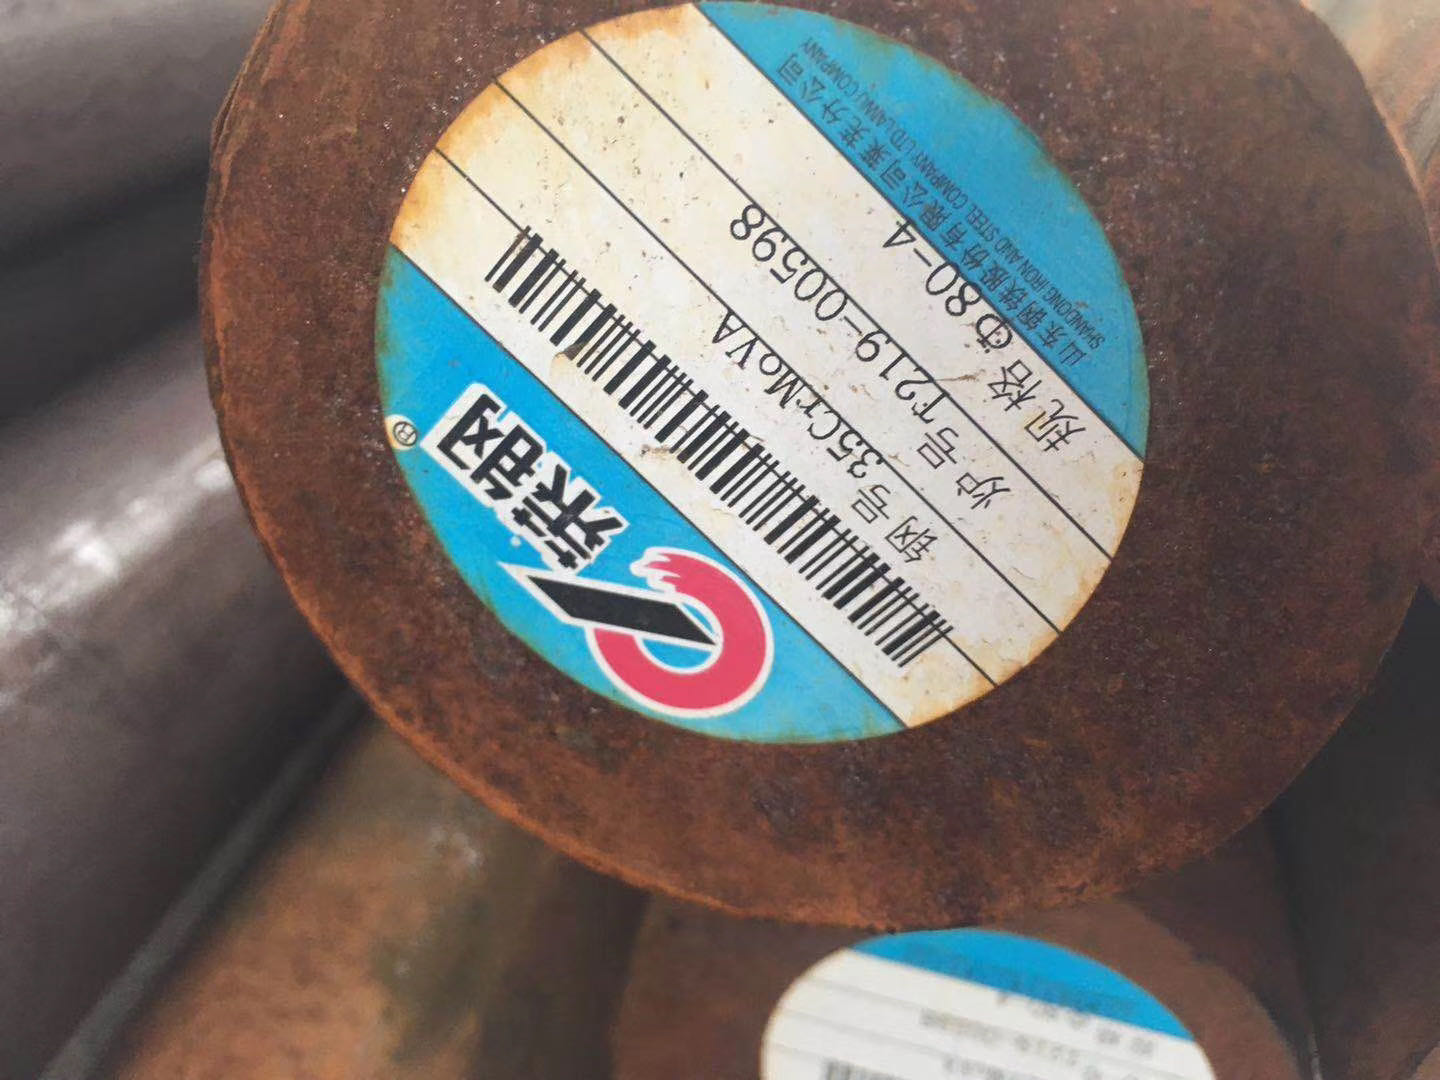 莱钢
®
钢号 35CrMoVA
炉号 T219-00598
规格 Φ80-4
山东钢铁股份有限公司莱芜分公司
SHANDONG IRON AND STEEL COMPANY LTD LAIWU COMPANY